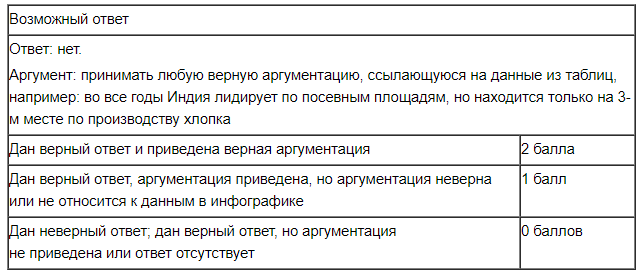 Возможный ответ
Ответ: нет.
Аргумент: принимать любую верную аргументацию, ссылающуюся на данные из таблиц,
например: во все годы Индия лидирует по посевным площадям, но находится только на 3-
м месте по производству хлопка
Дан верный ответ и приведена верная аргументация
2 балла
Дан верный ответ, аргументация приведена, но аргументация неверна
или не относится к данным в инфографике
1 балл
Дан неверный ответ; дан верный ответ, но аргументация
не приведена или ответ отсутствует
0 баллов